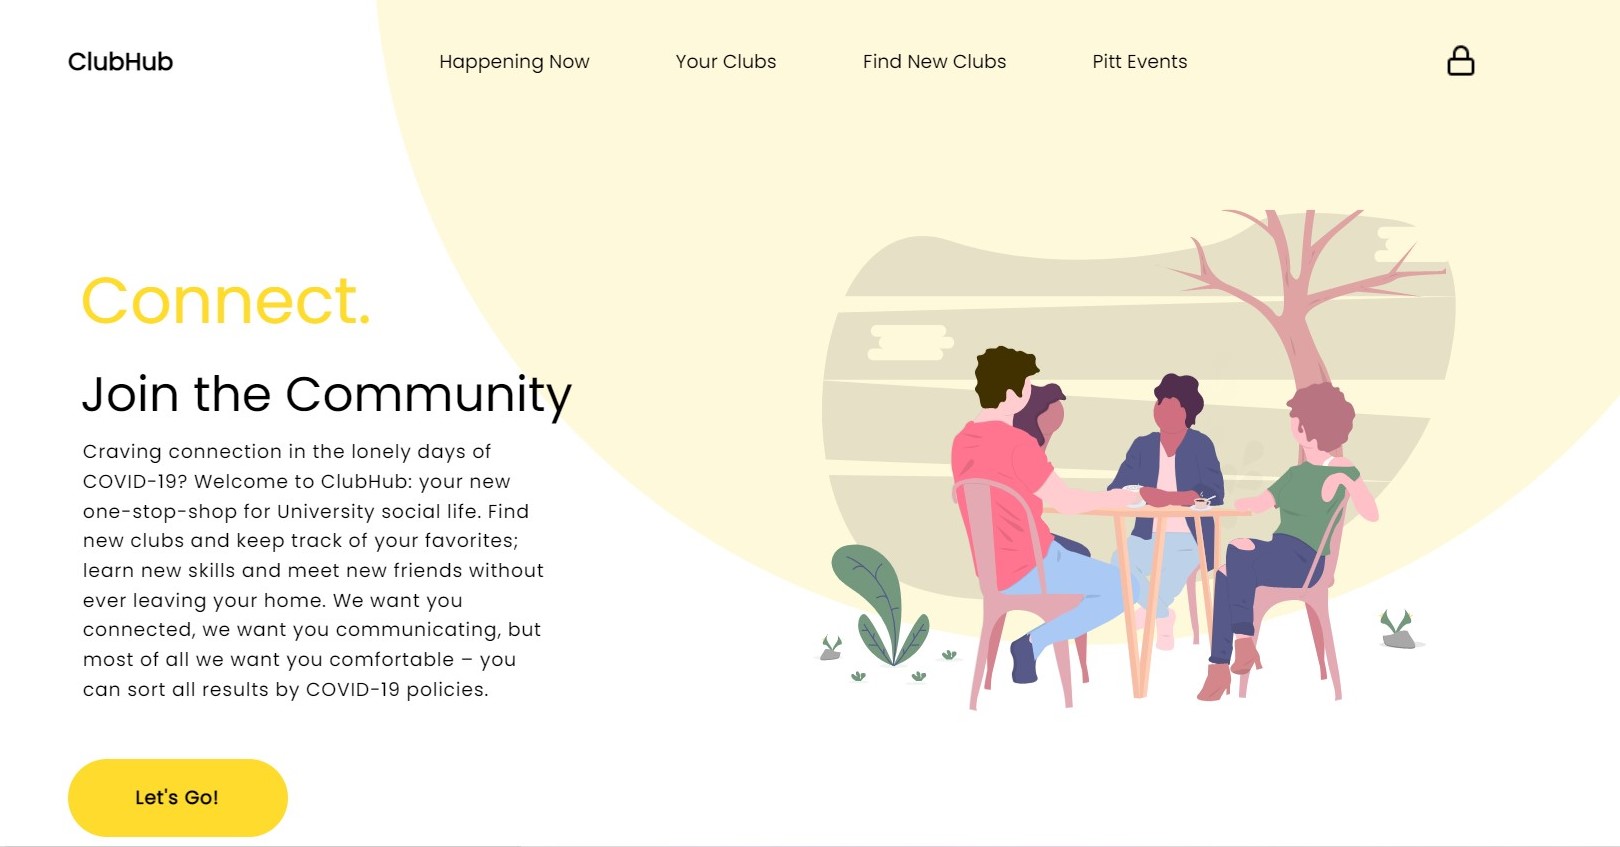 ClubHub
Happening Now
Your Clubs
Find New Clubs
Pitt Events
Connect.
Join the Community
Craving connection in the lonely days of
COVID-19? Welcome to ClubHub: your new
one-stop-shop for University social life. Find
new clubs and keep track of your favorites;
learn new skills and meet new friends without
ever leaving your home. We want you
connected, we want you communicating, but
most of all we want you comfortable – you
can sort all results by COVID-19 policies.
Let's Go!